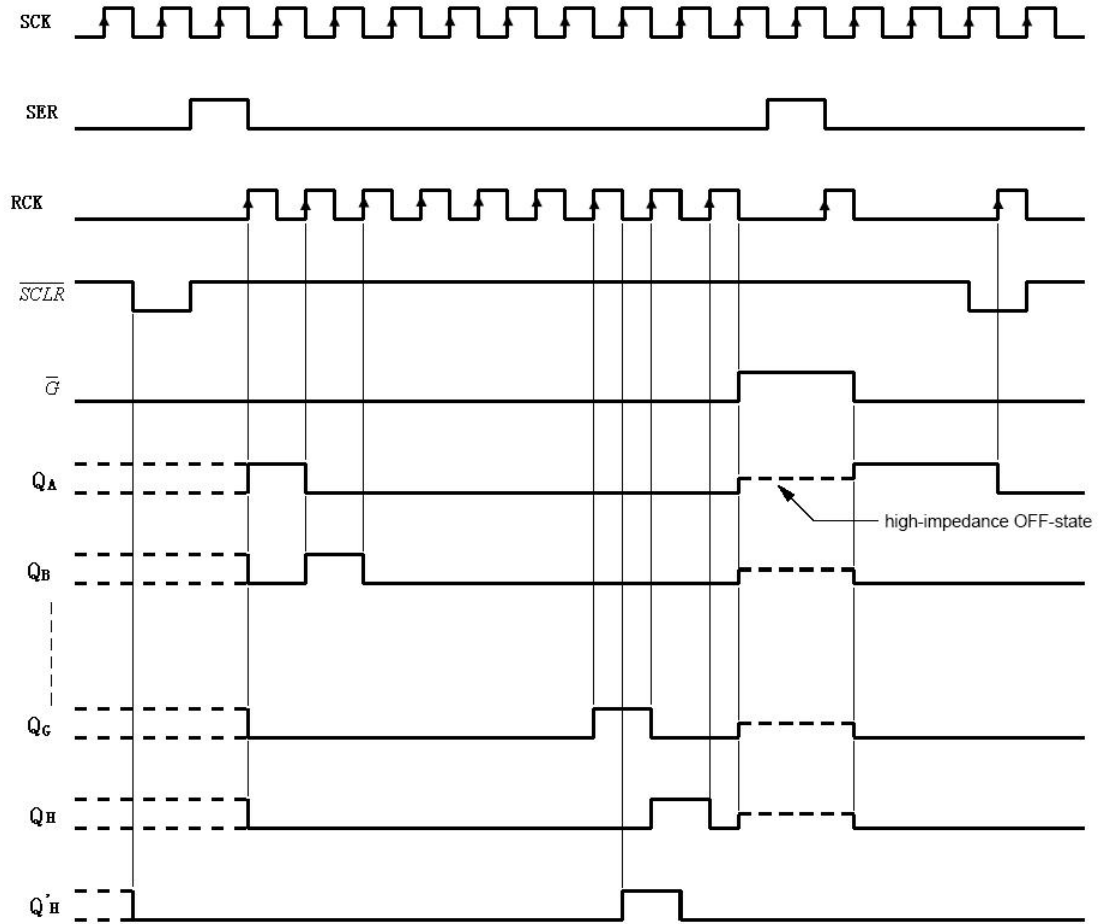 SCK
SER
RCK
SCLR
G
QA
high-impedance OFF-state
QB
QG
QH
Q'H